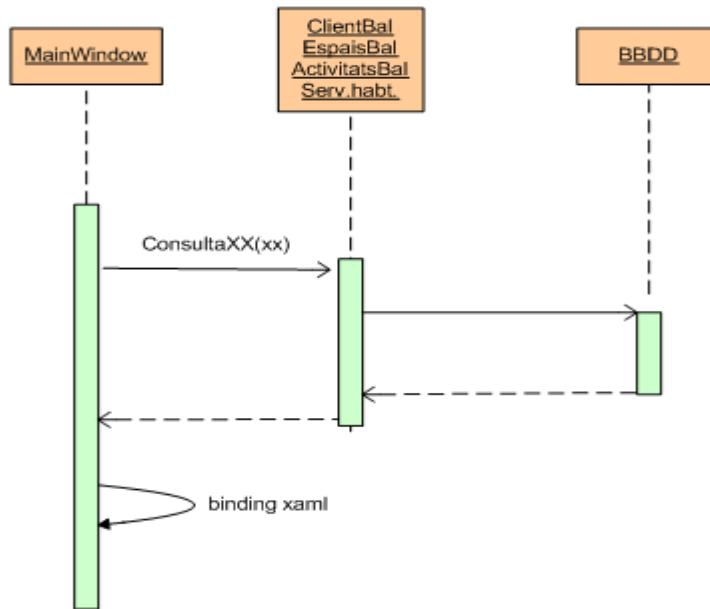 MainWindow
ClientBal
EspaisBal
ActivitatsBal
Serv.habt.
BBDD
ConsultaXX(xx)
binding xaml